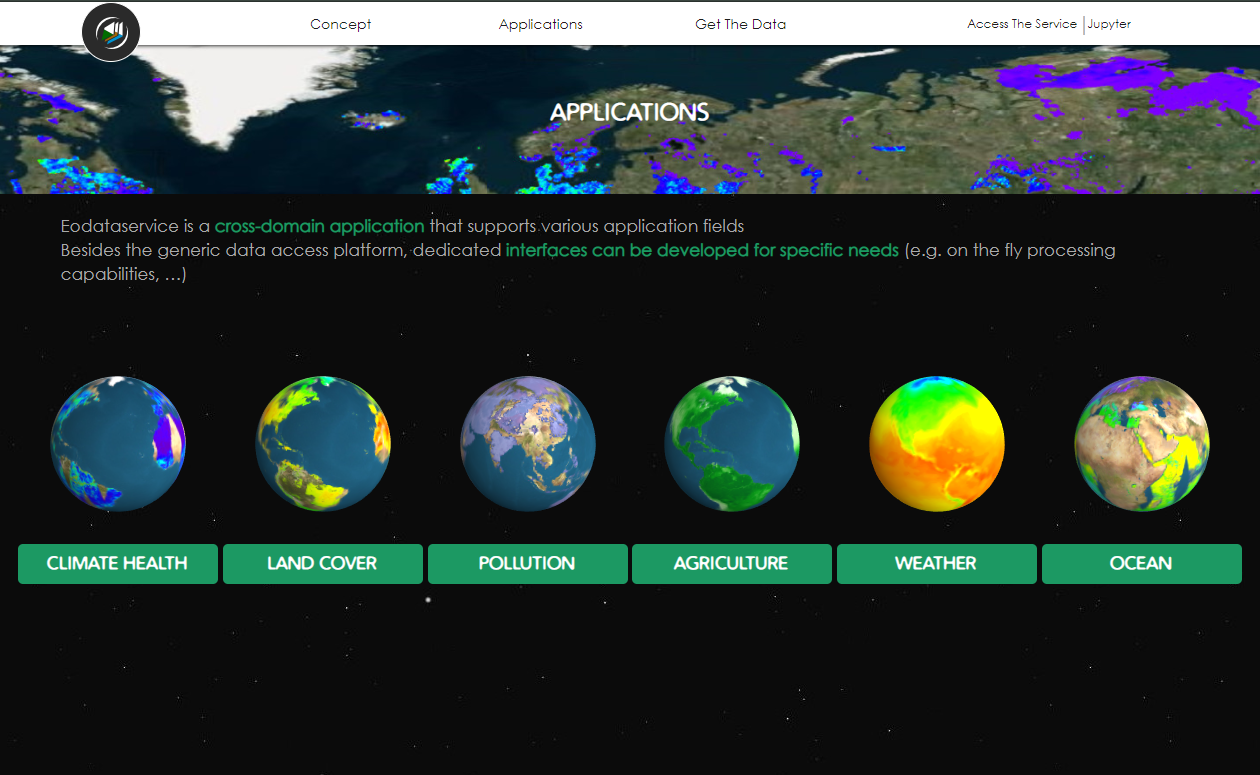 Concept Applications Get The Data Access The Service Jupyter
APPLICATIONS
Eodataservice is a cross-domain application that supports various application fields
Besides the generic data access platform, dedicated interfaces can be developed for specific needs (e.g. on the fly processing
capabilities, ...)
CLIMATE HEALTH LAND COVER POLLUTION AGRICULTURE WEATHER OCEAN